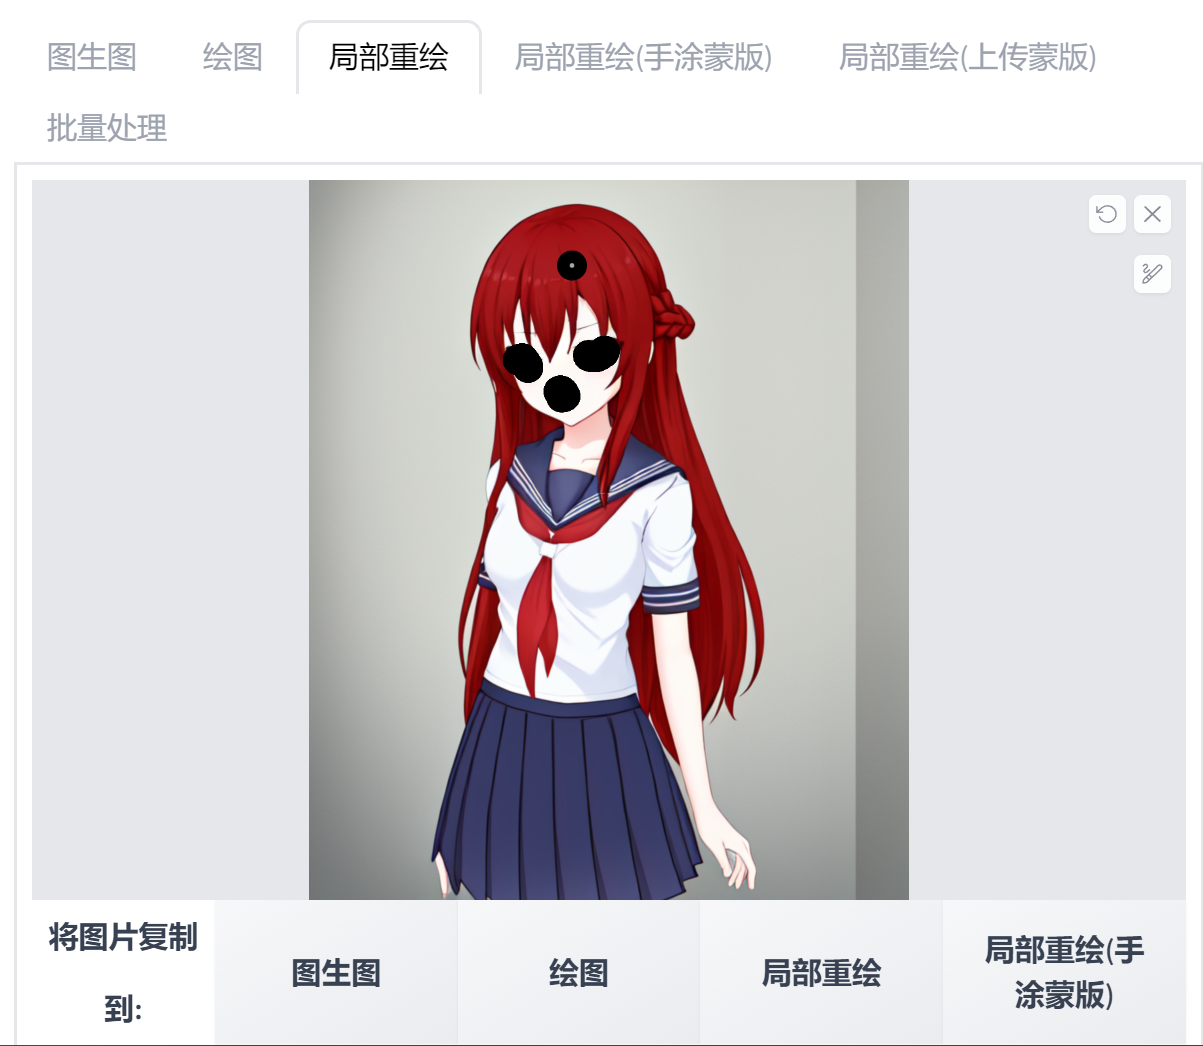 图生图 绘图 局部重绘 局部重绘(手涂蒙版) 局部重绘(上传蒙版)
批量处理
将图片复制
到:
图生图
绘图
局部重绘
局部重绘(手
涂蒙版)